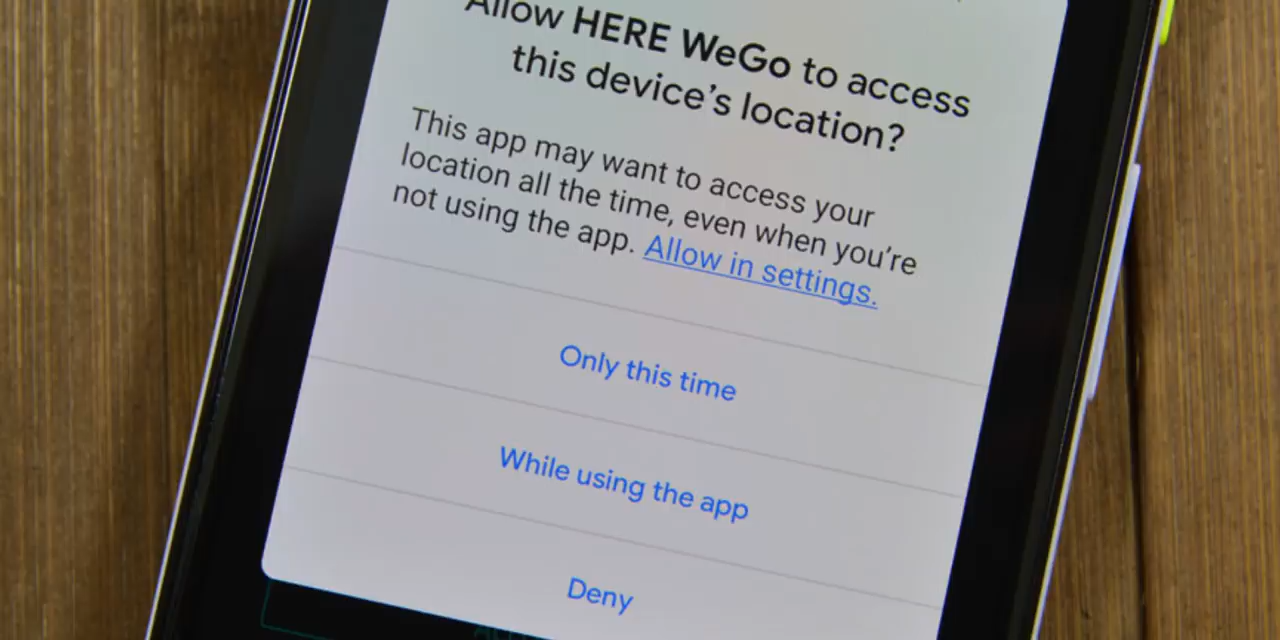 Allow HERE WeGo to access
this device's location?
This app may want to access your
location all the time, even when you're
not using the app. Allow in settings.
Only this time
While using the app
Deny